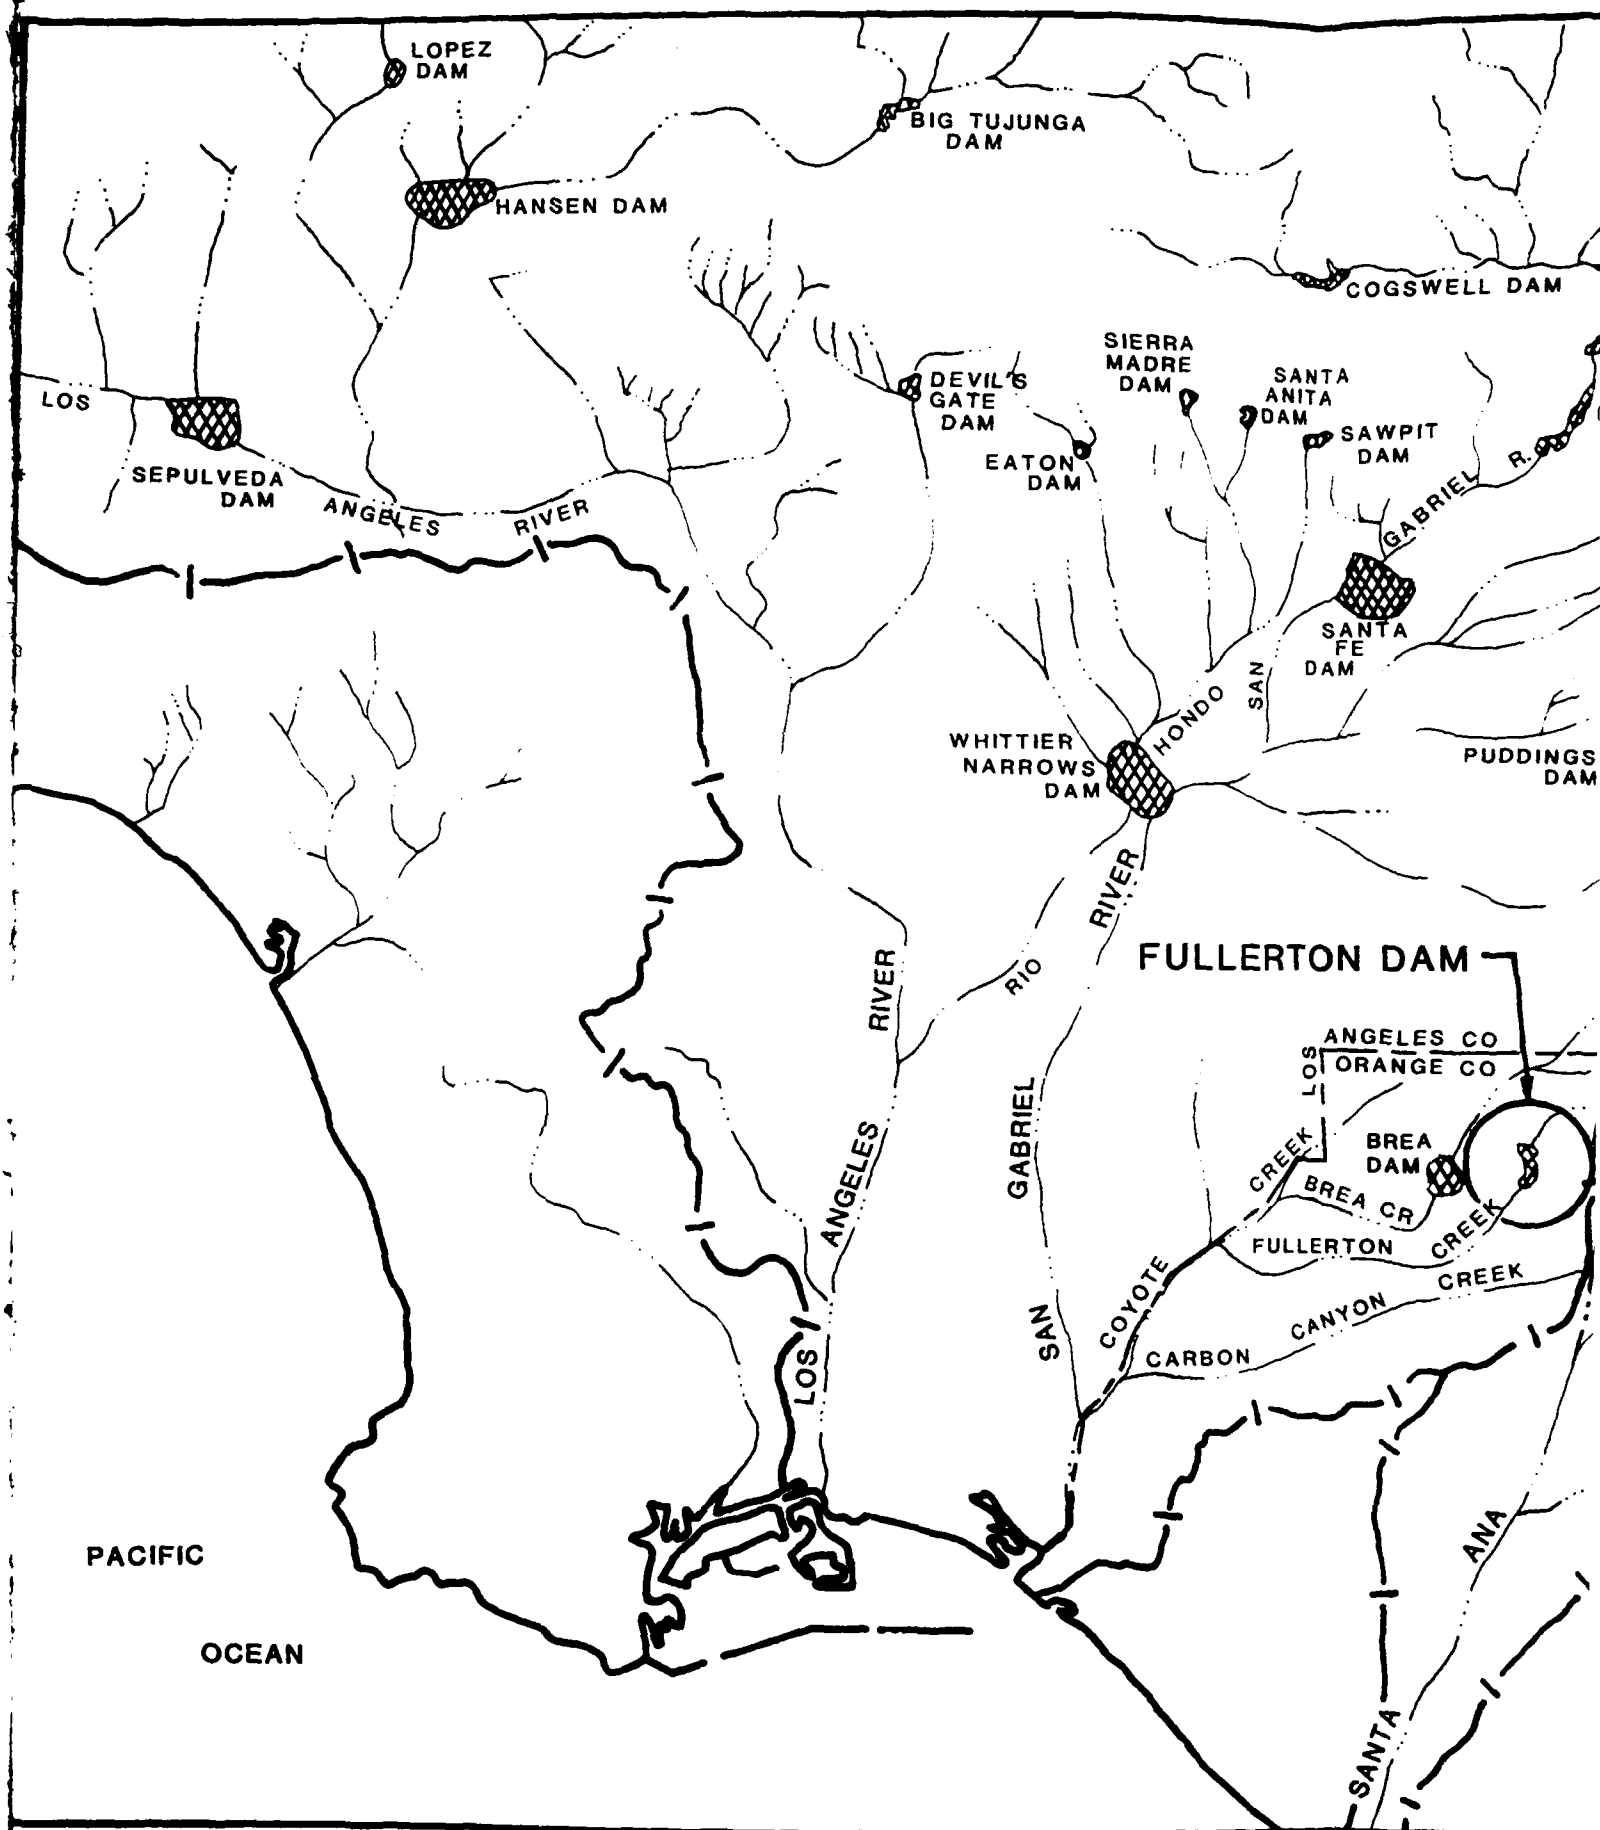 LOPEZ
DAM
BIG TUJUNGA
DAM
HANSEN DAM
COGSWELL DAM
SIERRA
MADRE
DAM
SANTA
ANITA
DAM
DEVIL'S
GATE
DAM
LOS
SAWPIT
DAM
EATON
DAM
SEPULVEDA
DAM
ANGELES
RIVER
GABRIEL
R.
SANTA
FE
DAM
SAN
HONDO
WHITTIER
NARROWS
DAM
PUDDINGS
DAM
RIVER
RIO
RIVER
FULLERTON DAM
ANGELES CO
LOS
ORANGE CO
GABRIEL
ANGELES
CREEK
BREA
DAM
BREA CR
FULLERTON
CREEK
COYOTE
CREEK
CANYON
CARBON
SAN
LOS
PACIFIC
OCEAN
ANA
SANTA